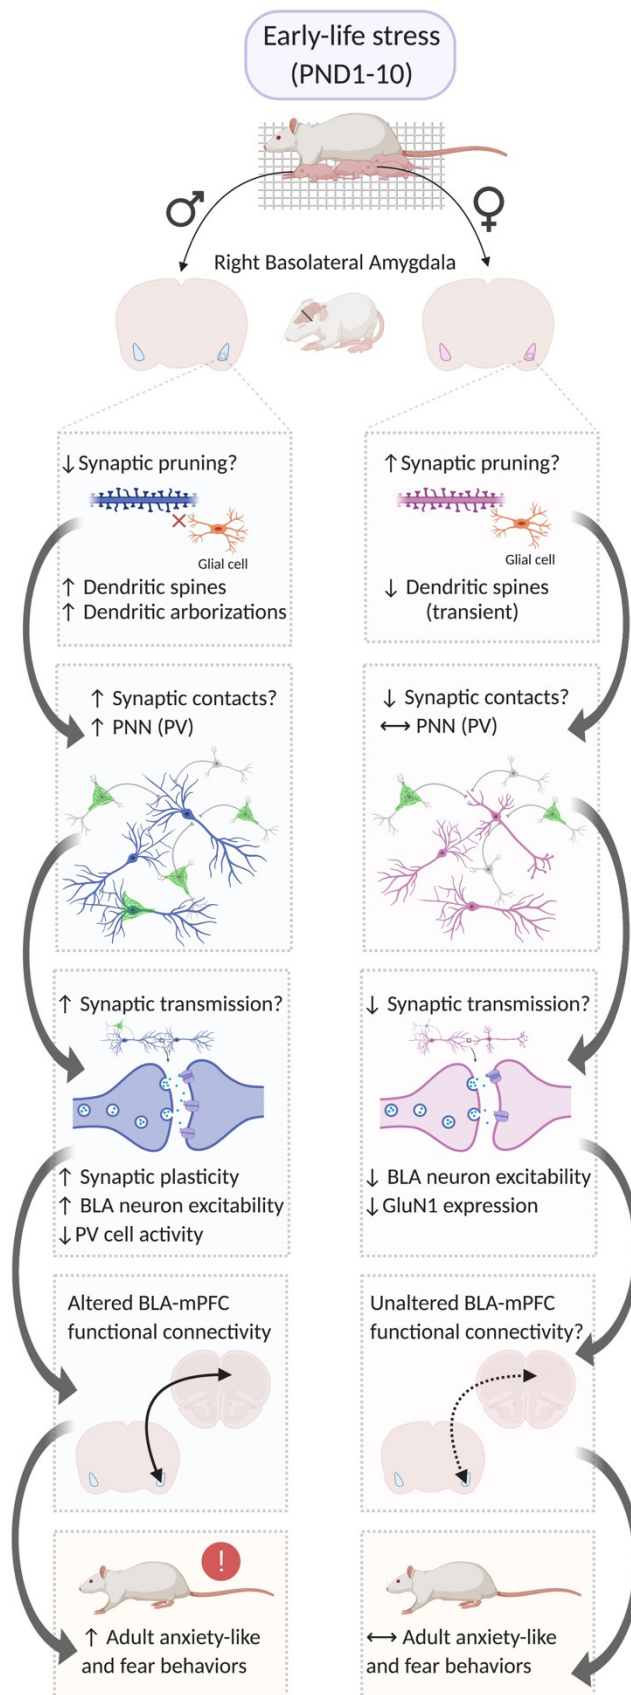 Early-life stress
(PND1-10)
♂
♀
Right Basolateral Amygdala
↓ Synaptic pruning?
Glial cell
↑ Dendritic spines
↑ Dendritic arborizations
↑ Synaptic pruning?
Glial cell
↓ Dendritic spines
(transient)
↑ Synaptic contacts?
↑ PNN (PV)
↓ Synaptic contacts?
↔ PNN (PV)
↑ Synaptic transmission?
↑ Synaptic plasticity
↑ BLA neuron excitability
↓ PV cell activity
↓ Synaptic transmission?
↓ BLA neuron excitability
↓ GluN1 expression
Altered BLA-mPFC
functional connectivity
Unaltered BLA-mPFC
functional connectivity?
!
↑ Adult anxiety-like
and fear behaviors
↔ Adult anxiety-like
and fear behaviors